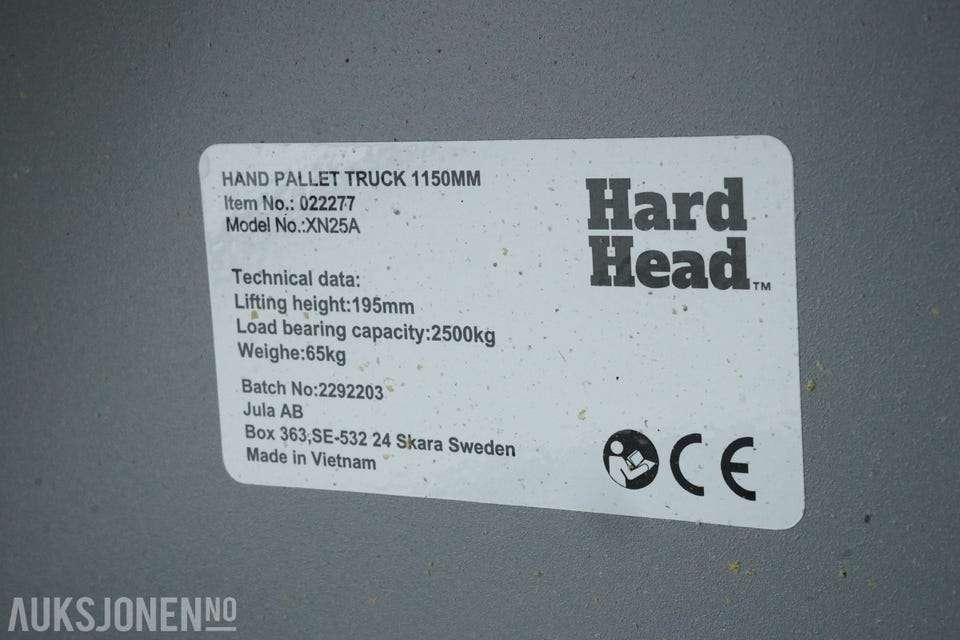 HAND PALLET TRUCK 1150MM
Item No.: 022277
Model No.:XN25A
Hard
Head™
Technical data:
Lifting height:195mm
Load bearing capacity:2500kg
Weighe:65kg
Batch No:2292203
Jula AB
Box 363,SE-532 24 Skara Sweden
Made in Vietnam
CE
AUKSJONEN.NO